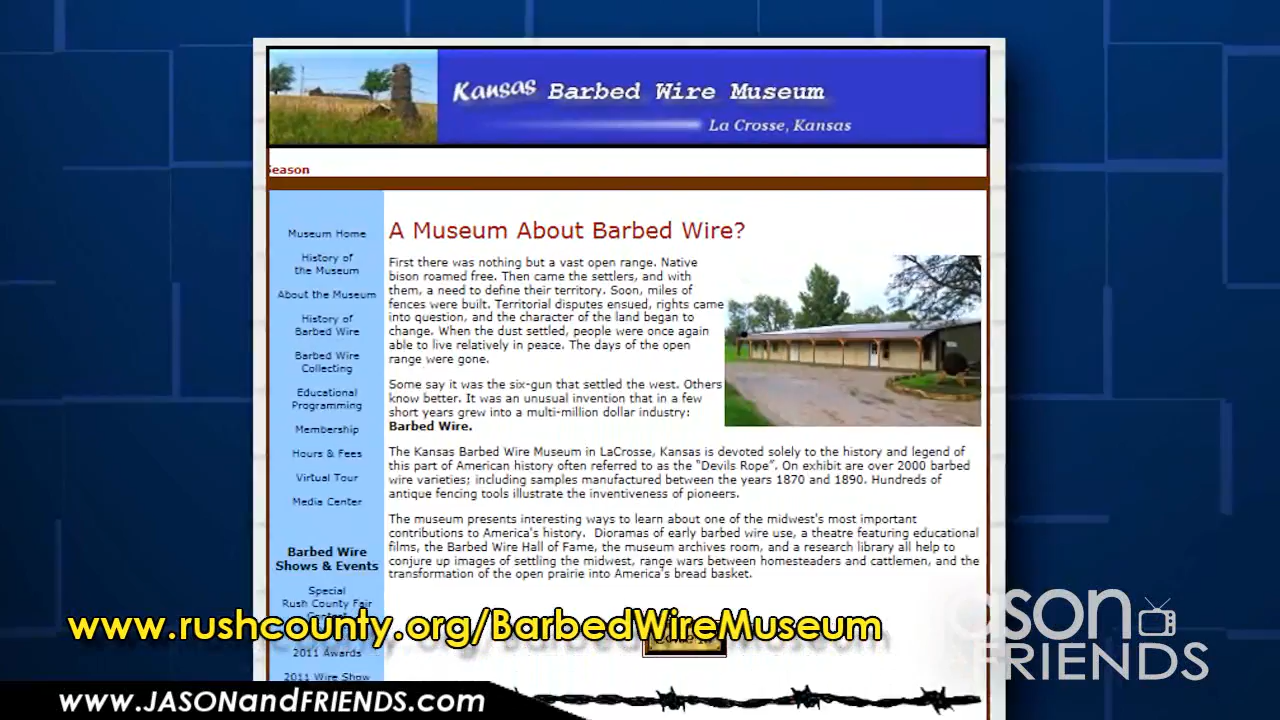 Kansas Barbed Wire Museum
La Crosse, Kansas
Season
Museum Home
History of
the Museum
About the Museum
History of
Barbed Wire
Barbed Wire
Collecting
Educational
Programming
Membership
Hours & Fees
Virtual Tour
Media Center
Barbed Wire
Shows & Events
Special
Rush County Fair
2011 Awards
2011 Wire Show
A Museum About Barbed Wire?
First there was nothing but a vast open range. Native
bison roamed free. Then came the settlers, and with
them, a need to define their territory. Soon, miles of
fences were built. Territorial disputes ensued, rights came
into question, and the character of the land began to
change. When the dust settled, people were once again
able to live relatively in peace. The days of the open
range were gone.
Some say it was the six-gun that settled the west. Others
know better. It was an unusual invention that in a few
short years grew into a multi-million dollar industry:
Barbed Wire.
The Kansas Barbed Wire Museum in LaCrosse, Kansas is devoted solely to the history and legend of
this part of American history often referred to as the “Devils Rope”. On exhibit are over 2000 barbed
wire varieties; including samples manufactured between the years 1870 and 1890. Hundreds of
antique fencing tools illustrate the inventiveness of pioneers.
The museum presents interesting ways to learn about one of the midwest's most important
contributions to America's history. Dioramas of early barbed wire use, a theatre featuring educational
films, the Barbed Wire Hall of Fame, the museum archives room, and a research library all help to
conjure up images of settling the midwest, range wars between homesteaders and cattlemen, and the
transformation of the open prairie into America's bread basket.
www.rushcounty.org/BarbedWireMuseum
jason
FRIENDS
www.JASONandFRIENDS.com